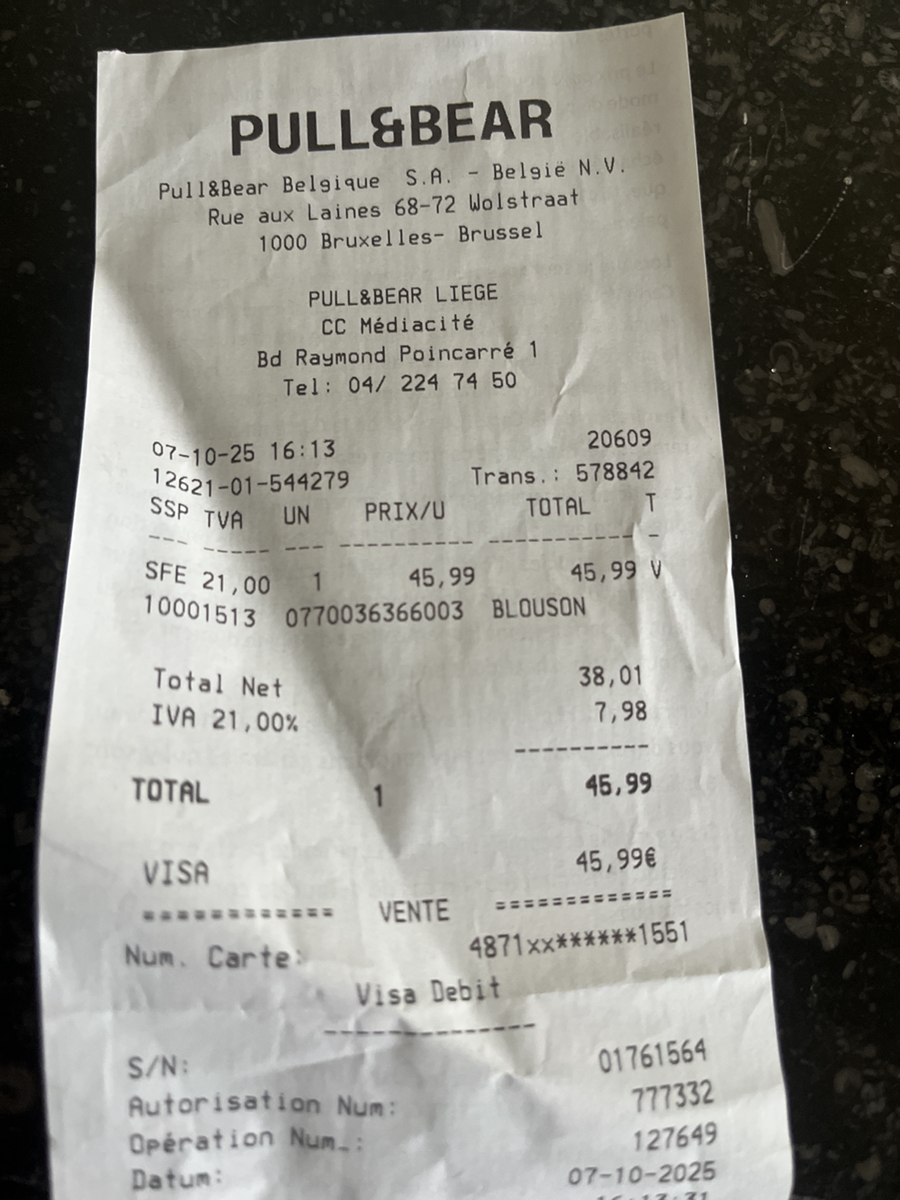 PULL&BEAR
Pull&Bear Belgique S.A. - België N.V.
Rue aux Laines 68-72 Wolstraat
1000 Bruxelles- Brussel
PULL&BEAR LIEGE
CC Médiacité
Bd Raymond Poincarré 1
Tel: 04/ 224 74 50
07-10-25 16:13 20609
12621-01-544279 Trans.: 578842
SSP TVA UN PRIX/U TOTAL T
--- ----- --- ---------- ----------- -
SFE 21,00 1 45,99 45,99 V
10001513 0770036366003 BLOUSON
Total Net 38,01
IVA 21,00% 7,98
----------
TOTAL 1 45,99
VISA 45,99€
============ VENTE ============
Num. Carte: 4871xx******1551
Visa Debit
--------------
S/N: 01761564
Autorisation Num: 777332
Opération Num_: 127649
Datum: 07-10-2025